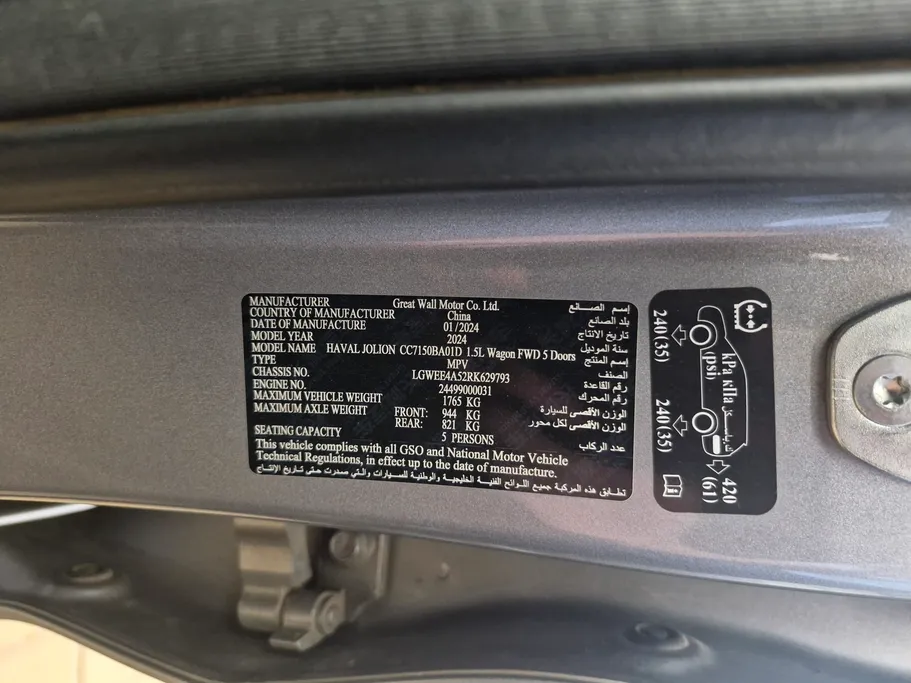 MANUFACTURER Great Wall Motor Co. Ltd. إسم الصانع
COUNTRY OF MANUFACTURER China بلد الصانع
DATE OF MANUFACTURE 01/2024 تاريخ الانتاج
MODEL YEAR 2024 سنة الموديل
MODEL NAME HAVAL JOLION CC7150BA01D 1.5L Wagon FWD 5 Doors إسم المنتج
TYPE MPV الصنف
CHASSIS NO. LGWEE4A52RK629793 رقم القاعدة
ENGINE NO. 24499000031 رقم المحرك
MAXIMUM VEHICLE WEIGHT 1765 KG الوزن الأقصى للسيارة
MAXIMUM AXLE WEIGHT FRONT: 944 KG الوزن الأقصى لكل محور
REAR: 821 KG
SEATING CAPACITY 5 PERSONS عدد الركاب
This vehicle complies with all GSO and National Motor Vehicle
Technical Regulations, in effect up to the date of manufacture.
تطابق هذه المركبة جميع اللوائح الفنية الخليجية والوطنية للسيارات والتي صدرت حتى تاريخ الإنتاج
240(35)
240(35)
kPa
(psi)
420
(61)